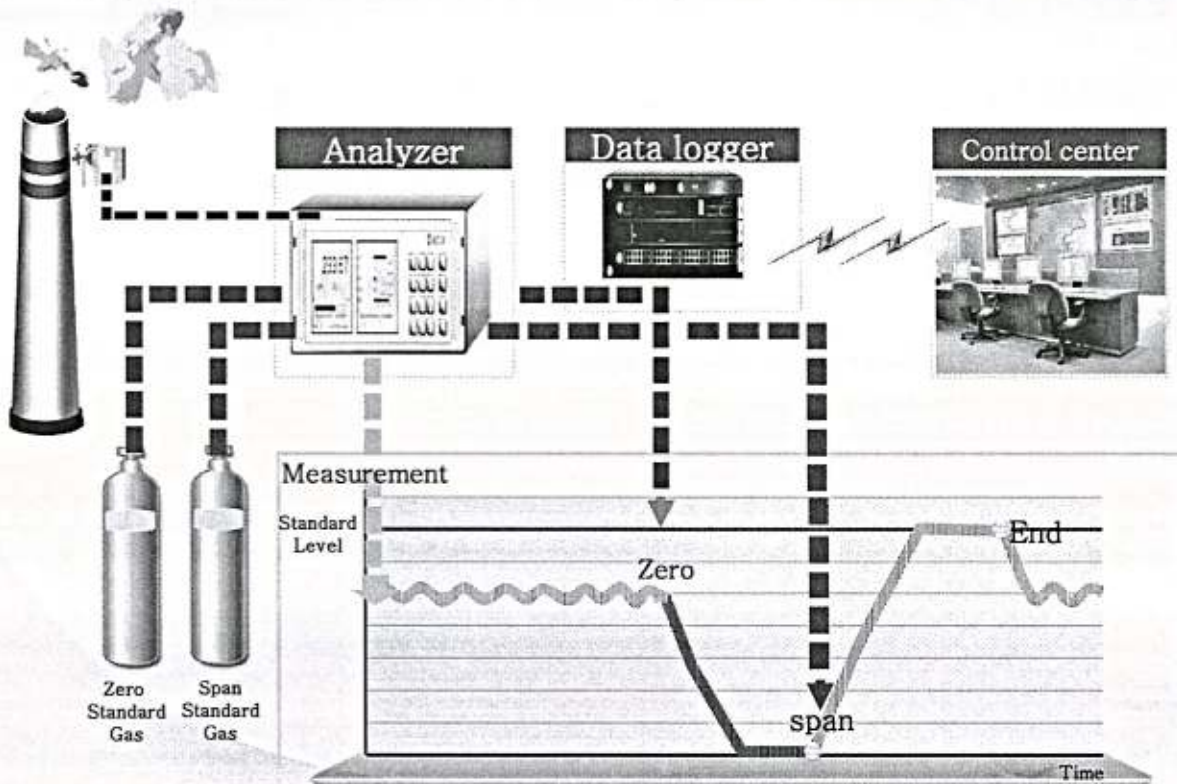 Analyzer
Data logger
Control center
Measurement
Standard
Level
Zero
End
span
Time
Zero
Standard
Gas
Span
Standard
Gas